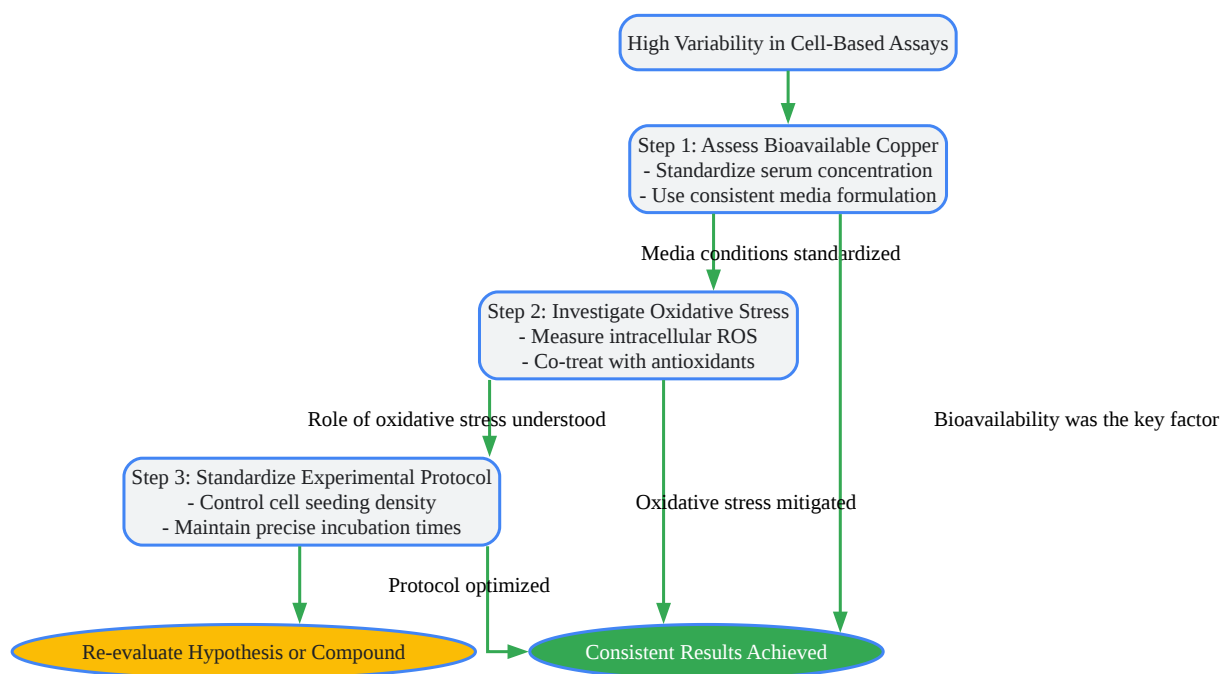 High Variability in Cell-Based Assays
Step 1: Assess Bioavailable Copper
- Standardize serum concentration
- Use consistent media formulation
Media conditions standardized
Step 2: Investigate Oxidative Stress
- Measure intracellular ROS
- Co-treat with antioxidants
Role of oxidative stress understood
Bioavailability was the key factor
Step 3: Standardize Experimental Protocol
- Control cell seeding density
- Maintain precise incubation times
Oxidative stress mitigated
Protocol optimized
Re-evaluate Hypothesis or Compound
Consistent Results Achieved